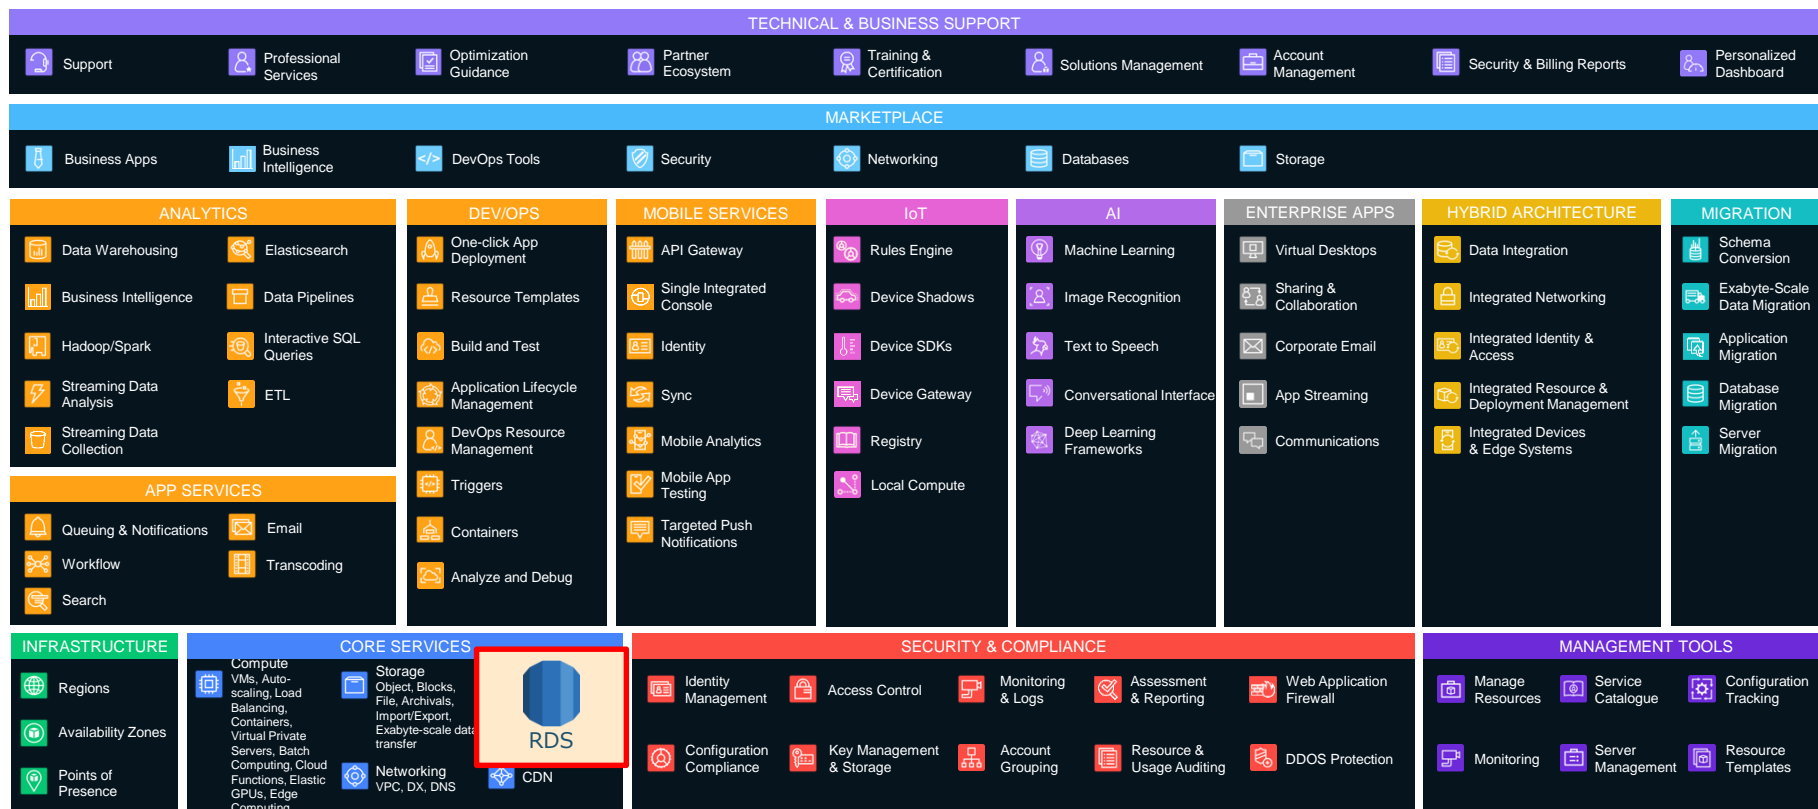 TECHNICAL & BUSINESS SUPPORT
Support
Professional
Services
Optimization
Guidance
Partner
Ecosystem
Training &
Certification
Solutions Management
Account
Management
Security & Billing Reports
Personalized
Dashboard
MARKETPLACE
Business Apps
Business
Intelligence
DevOps Tools
Security
Networking
Databases
Storage
ANALYTICS
Data Warehousing
Elasticsearch
Business Intelligence
Data Pipelines
Hadoop/Spark
Interactive SQL
Queries
Streaming Data
Analysis
ETL
Streaming Data
Collection
APP SERVICES
Queuing & Notifications
Email
Workflow
Transcoding
Search
DEV/OPS
One-click App
Deployment
Resource Templates
Build and Test
Application Lifecycle
Management
DevOps Resource
Management
Triggers
Containers
Analyze and Debug
MOBILE SERVICES
API Gateway
Single Integrated
Console
Identity
Sync
Mobile Analytics
Mobile App
Testing
Targeted Push
Notifications
IoT
Rules Engine
Device Shadows
Device SDKs
Device Gateway
Registry
Local Compute
AI
Machine Learning
Image Recognition
Text to Speech
Conversational Interface
Deep Learning
Frameworks
ENTERPRISE APPS
Virtual Desktops
Sharing &
Collaboration
Corporate Email
App Streaming
Communications
HYBRID ARCHITECTURE
Data Integration
Integrated Networking
Integrated Identity &
Access
Integrated Resource &
Deployment Management
Integrated Devices
& Edge Systems
MIGRATION
Schema
Conversion
Exabyte-Scale
Data Migration
Application
Migration
Database
Migration
Server
Migration
INFRASTRUCTURE
Regions
Availability Zones
Points of
Presence
CORE SERVICES
Compute
VMs, Auto-
scaling, Load
Balancing,
Containers,
Virtual Private
Servers, Batch
Computing, Cloud
Functions, Elastic
GPUs, Edge
Computing
Storage
Object, Blocks,
File, Archivals,
Import/Export,
Exabyte-scale data
transfer
Networking
VPC, DX, DNS
RDS
CDN
SECURITY & COMPLIANCE
Identity
Management
Access Control
Monitoring
& Logs
Assessment
& Reporting
Web Application
Firewall
Configuration
Compliance
Key Management
& Storage
Account
Grouping
Resource &
Usage Auditing
DDOS Protection
MANAGEMENT TOOLS
Manage
Resources
Service
Catalogue
Configuration
Tracking
Monitoring
Server
Management
Resource
Templates